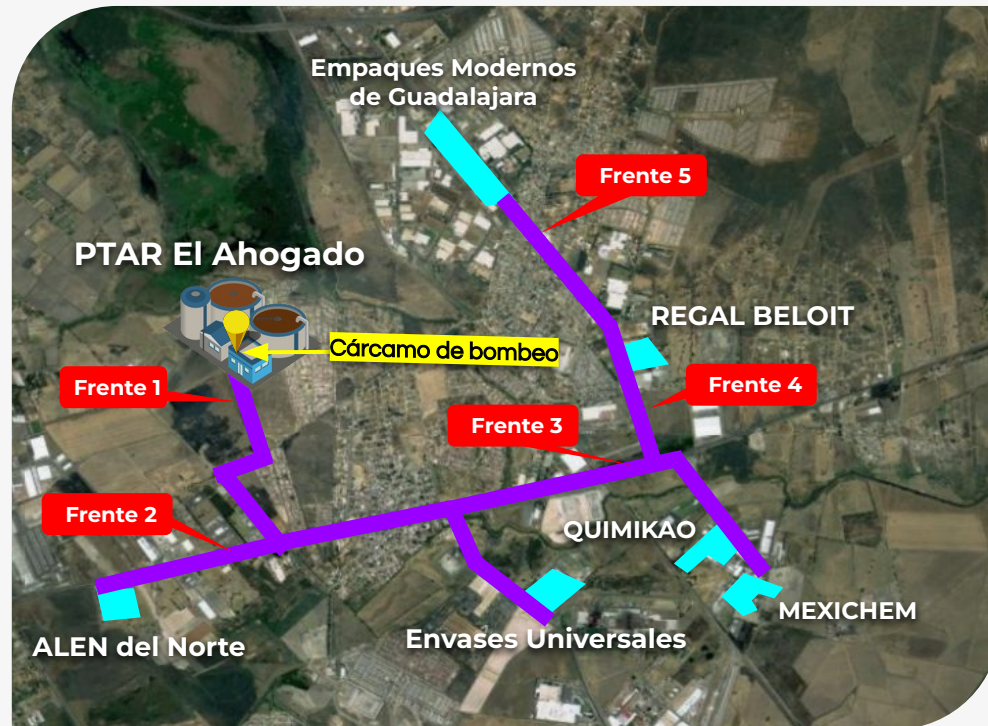 Empaques Modernos
de Guadalajara
Frente 5
PTAR El Ahogado
REGAL BELOIT
Cárcamo de bombeo
Frente 1
Frente 4
Frente 3
Frente 2
QUIMIKAO
MEXICHEM
Envases Universales
ALEN del Norte